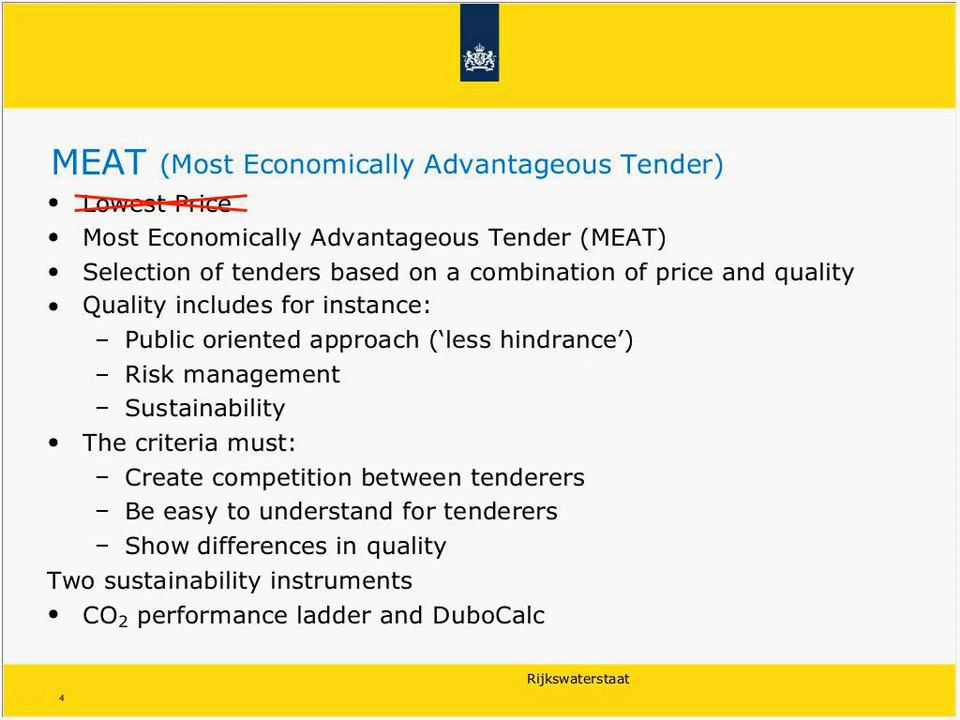 MEAT (Most Economically Advantageous Tender)
• Lowest Price
• Most Economically Advantageous Tender (MEAT)
• Selection of tenders based on a combination of price and quality
• Quality includes for instance:
– Public oriented approach (‘less hindrance’)
– Risk management
– Sustainability
• The criteria must:
– Create competition between tenderers
– Be easy to understand for tenderers
– Show differences in quality
Two sustainability instruments
• CO₂ performance ladder and DuboCalc
Rijkswaterstaat
4